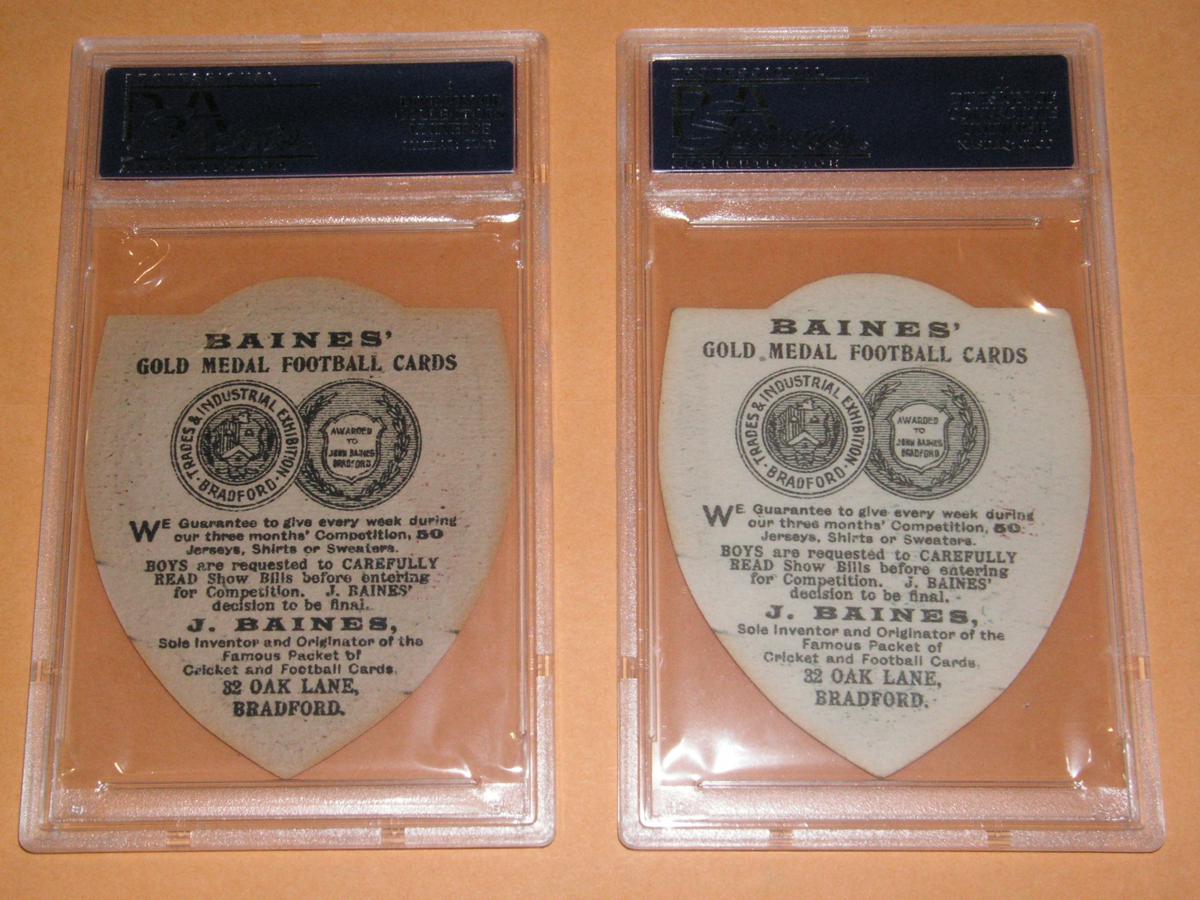 PROFESSIONAL
PSA
BAINES'
GOLD MEDAL FOOTBALL CARDS
TRADES & INDUSTRIAL EXHIBITION
· BRADFORD ·
AWARDED
TO
JOHN BAINES
BRADFORD.
WE Guarantee to give every week during
our three months' Competition, 50
Jerseys, Shirts or Sweaters.
BOYS are requested to CAREFULLY
READ Show Bills before entering
for Competition. J. BAINES'
decision to be final.
J. BAINES,
Sole Inventor and Originator of the
Famous Packet of
Cricket and Football Cards.
32 OAK LANE,
BRADFORD.
PROFESSIONAL
PSA
BAINES'
GOLD MEDAL FOOTBALL CARDS
TRADES & INDUSTRIAL EXHIBITION
· BRADFORD ·
AWARDED
TO
JOHN BAINES
BRADFORD.
WE Guarantee to give every week during
our three months' Competition, 50
Jerseys, Shirts or Sweaters.
BOYS are requested to CAREFULLY
READ Show Bills before entering
for Competition. J. BAINES'
decision to be final.
J. BAINES,
Sole Inventor and Originator of the
Famous Packet of
Cricket and Football Cards.
32 OAK LANE,
BRADFORD.